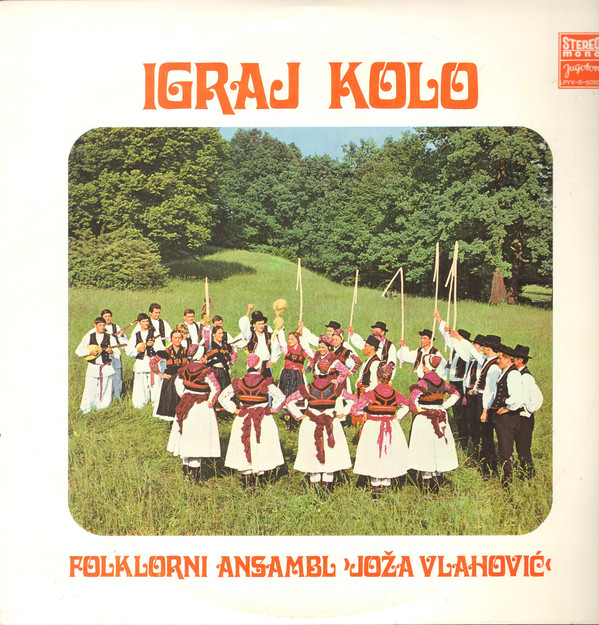 IGRAJ KOLO
STEREO
mono
Jugoton
FOLKLORNI ANSAMBL ›JOŽA VLAHOVIĆ‹